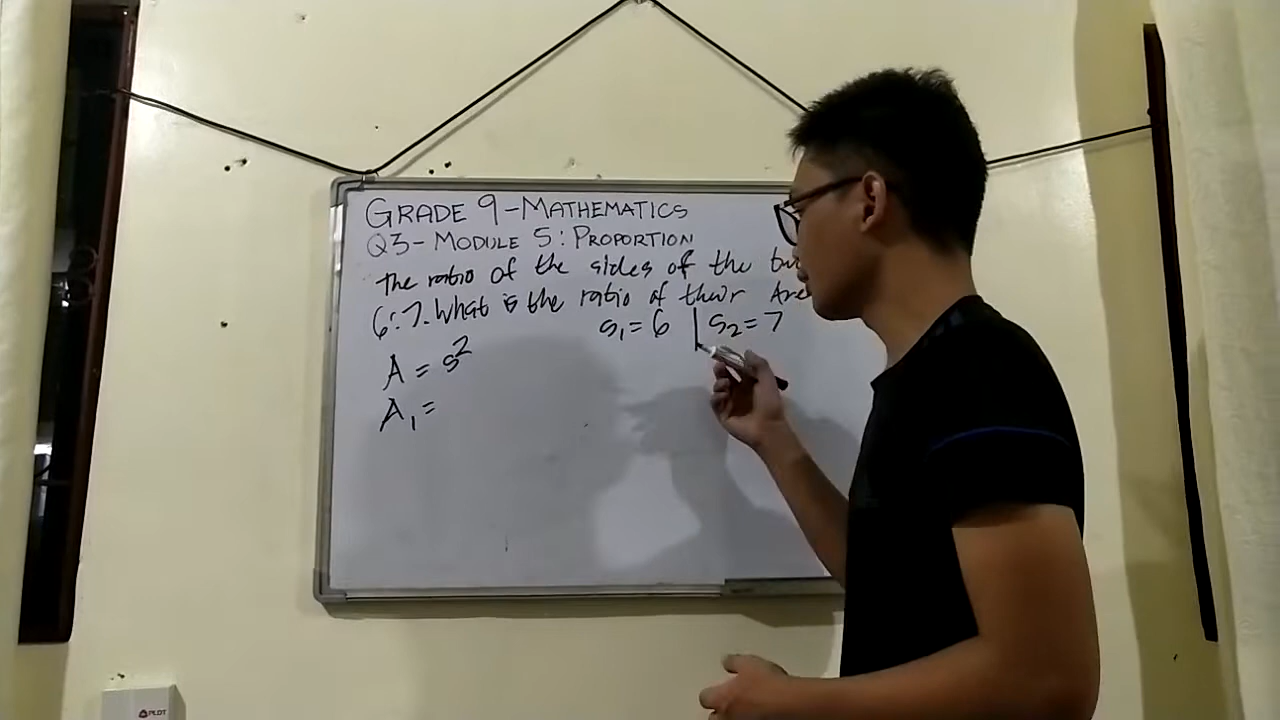 GRADE 9-MATHEMATICS
Q3-MODULE 5: PROPORTION
The ratio of the sides of the
6:7. What is the ratio of their
S₁=6 | S₂=7
A = s²
A₁ =
PLDT